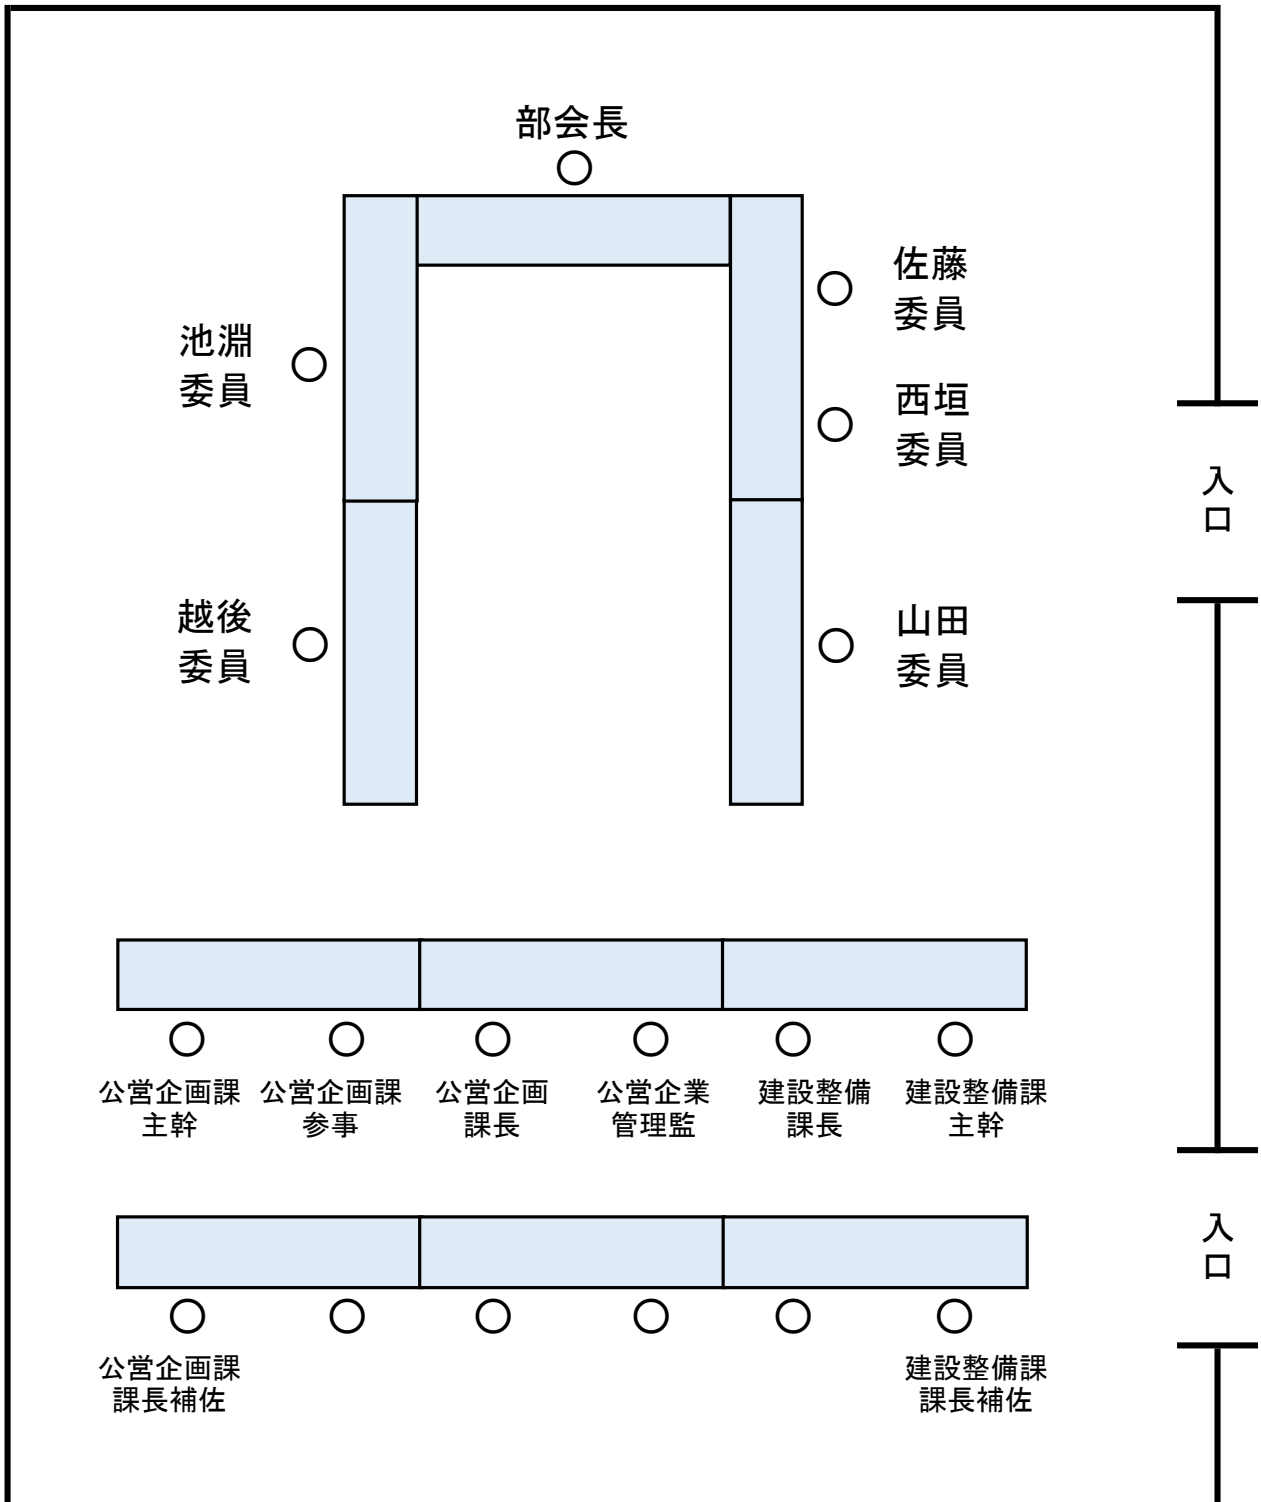 部会長
佐藤
委員
池淵
委員
西垣
委員
入
口
越後
委員
山田
委員
公営企画課
主幹
公営企画課
参事
公営企画
課長
公営企業
管理監
建設整備
課長
建設整備課
主幹
入
口
公営企画課
課長補佐
建設整備課
課長補佐